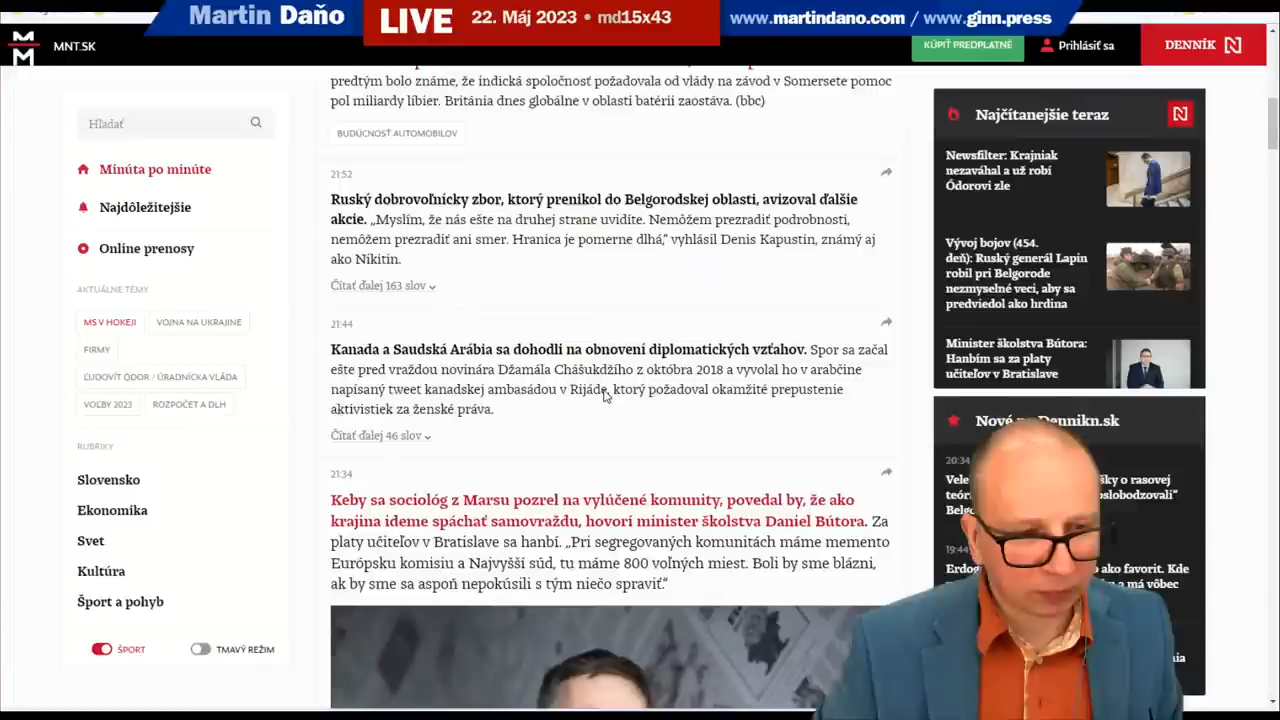 Martin Daňo
LIVE
22. Máj 2023 • md15x43
www.martindano.com / www.ginn.press
MNT.SK
KÚPIŤ PREDPLATNÉ
Prihlásiť sa
DENNÍK N
Hľadať
Minúta po minúte
Najdôležitejšie
Online prenosy
AKTUÁLNE TÉMY
MS V HOKEJI
VOJNA NA UKRAJINE
FIRMY
ĽUDOVÍT ÓDOR / ÚRADNÍCKA VLÁDA
VOĽBY 2023
ROZPOČET A DLH
RUBRIKY
Slovensko
Ekonomika
Svet
Kultúra
Šport a pohyb
ŠPORT
TMAVÝ REŽIM
predtým bolo známe, že indická spoločnosť požadovala od vlády na závod v Somersete pomoc
pol miliardy libier. Británia dnes globálne v oblasti batérií zaostáva. (bbc)
BUDÚCNOSŤ AUTOMOBILOV
21:52
Ruský dobrovoľnícky zbor, ktorý prenikol do Belgorodskej oblasti, avizoval ďalšie
akcie. „Myslím, že nás ešte na druhej strane uvidíte. Nemôžem prezradiť podrobnosti,
nemôžem prezradiť ani smer. Hranica je pomerne dlhá,“ vyhlásil Denis Kapustin, známy aj
ako Nikitin.
Čítať ďalej 163 slov
21:44
Kanada a Saudská Arábia sa dohodli na obnovení diplomatických vzťahov. Spor sa začal
ešte pred vraždou novinára Džamála Chášukdžího z októbra 2018 a vyvolal ho v arabčine
napísaný tweet kanadskej ambasádou v Rijáde, ktorý požadoval okamžité prepustenie
aktivistiek za ženské práva.
Čítať ďalej 46 slov
21:34
Keby sa sociológ z Marsu pozrel na vylúčené komunity, povedal by, že ako
krajina ideme spáchať samovraždu, hovorí minister školstva Daniel Bútora. Za
platy učiteľov v Bratislave sa hanbí. „Pri segregovaných komunitách máme memento
Európsku komisiu a Najvyšší súd, tu máme 800 voľných miest. Boli by sme blázni,
ak by sme sa aspoň nepokúsili s tým niečo spraviť.“
Najčítanejšie teraz
N
Newsfilter: Krajniak
nezaváhal a už robí
Ódorovi zle
Vývoj bojov (454.
deň): Ruský generál Lapin
robil pri Belgorode
nezmyselné veci, aby sa
predviedol ako hrdina
Minister školstva Bútora:
Hanbím sa za platy
učiteľov v Bratislave
Nové na Dennikn.sk
20:34
Vele
teór
Belgo
19:44
Erdog
ako favorit. Kde
a má vôbec